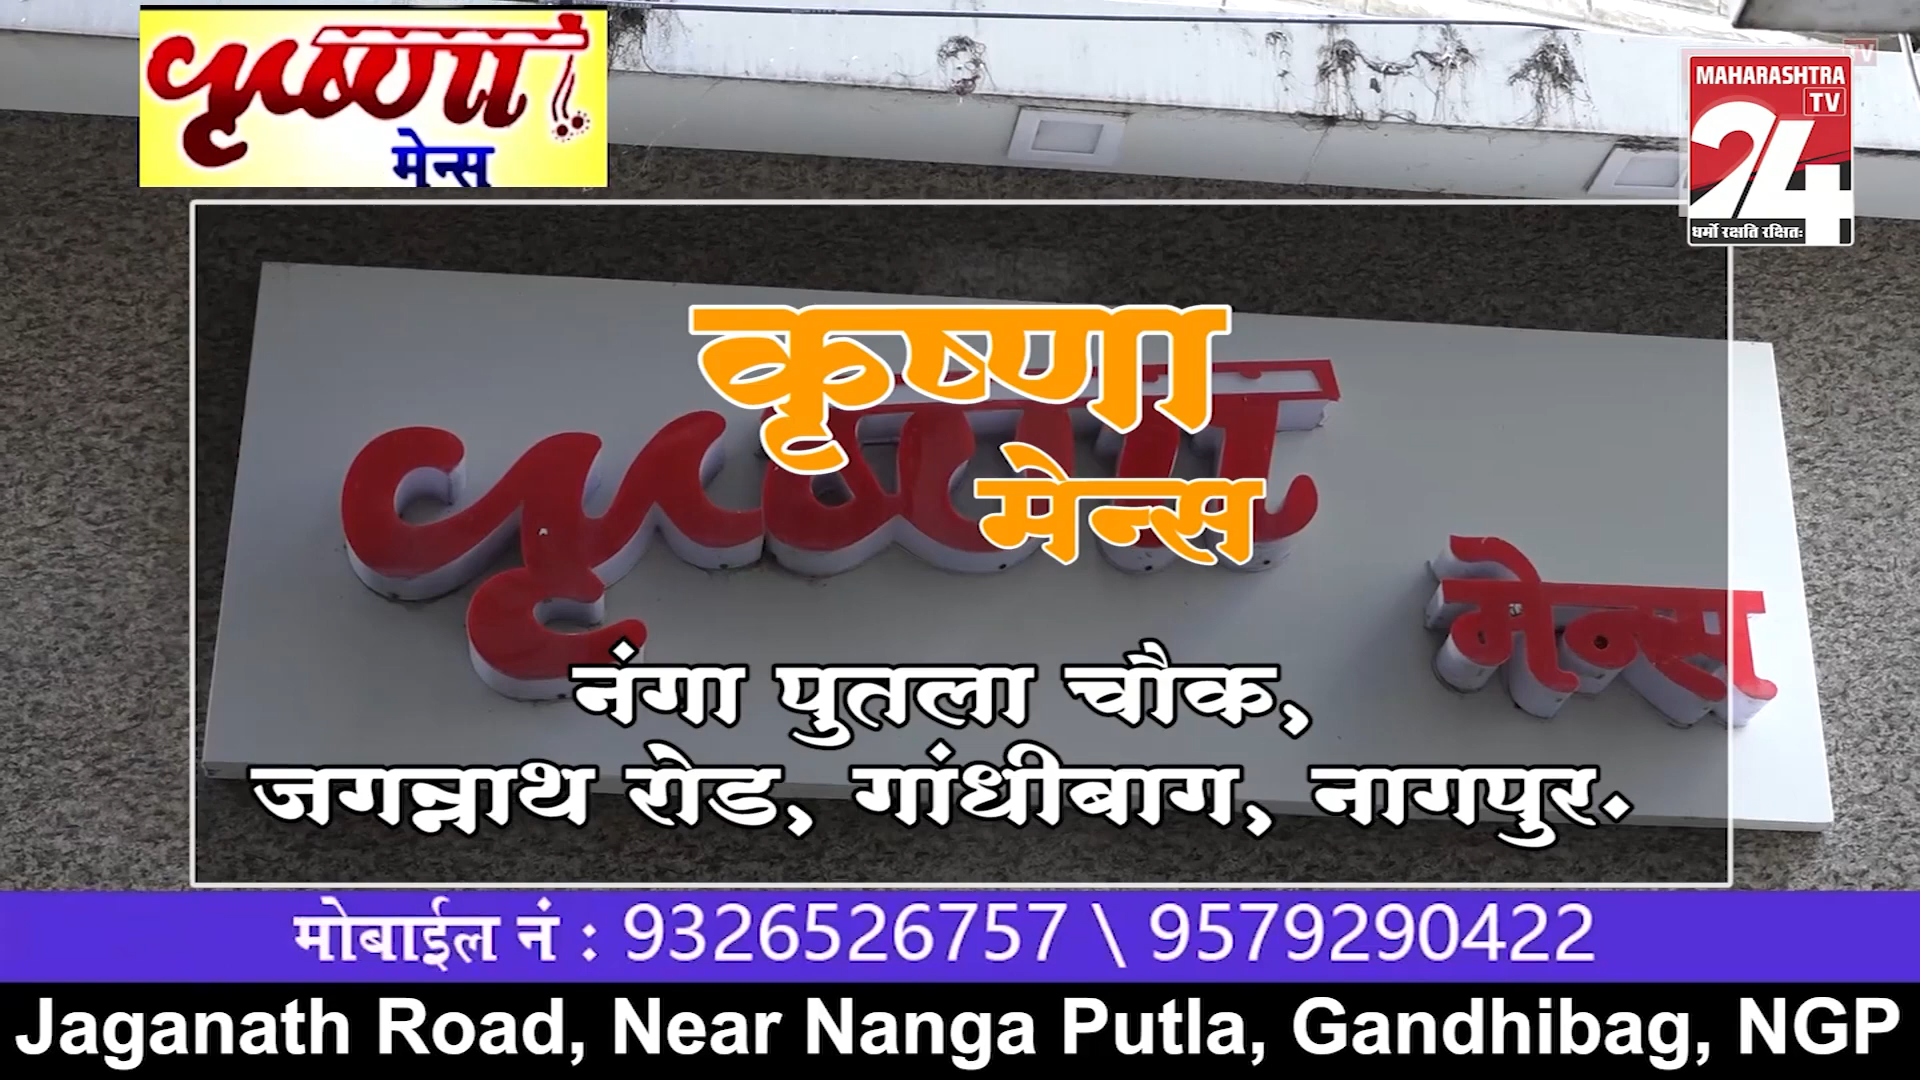 कृष्णा
मेन्स
TV
MAHARASHTRA
TV
24
धर्मो रक्षति रक्षितः
कृष्णा
मेन्स
कृष्णा
मेन्स
नंगा पुतला चौक,
जगन्नाथ रोड, गांधीबाग, नागपुर.
मोबाईल नं : 9326526757 \ 9579290422
Jaganath Road, Near Nanga Putla, Gandhibag, NGP